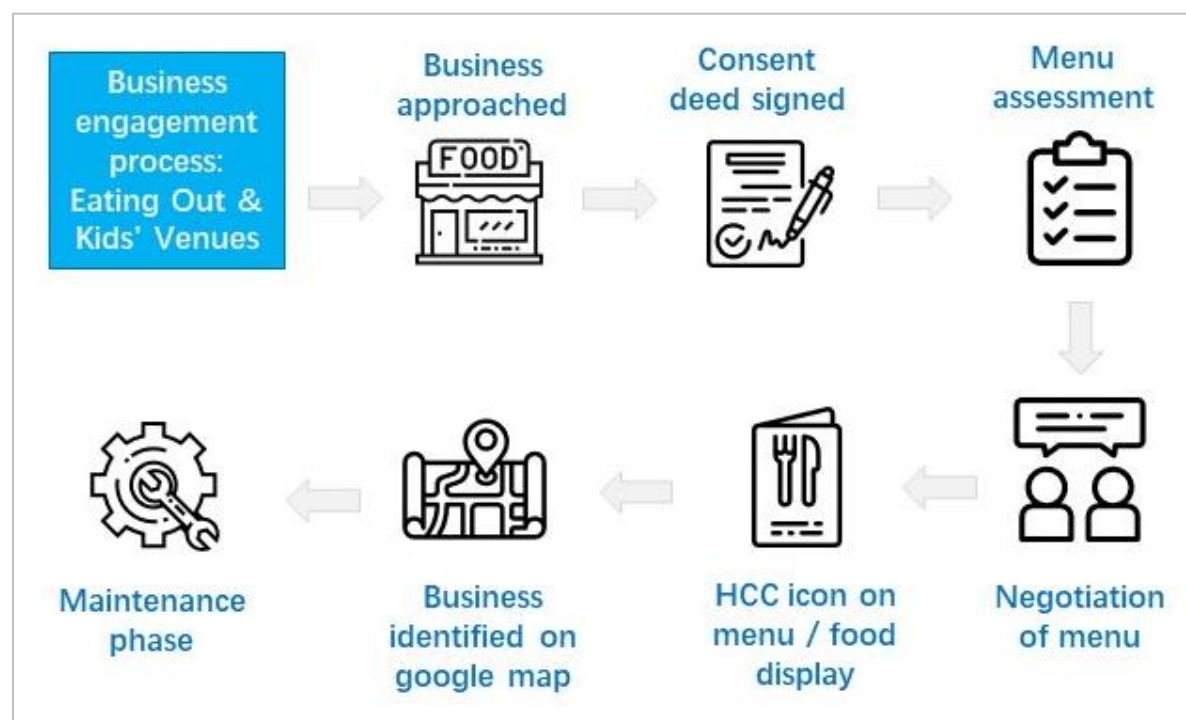 Business
engagement
process:
Eating Out &
Kids' Venues
Business
approached
FOOD
Consent
deed signed
Menu
assessment
Negotiation
of menu
HCC icon on
menu / food
display
Business
identified on
google map
Maintenance
phase